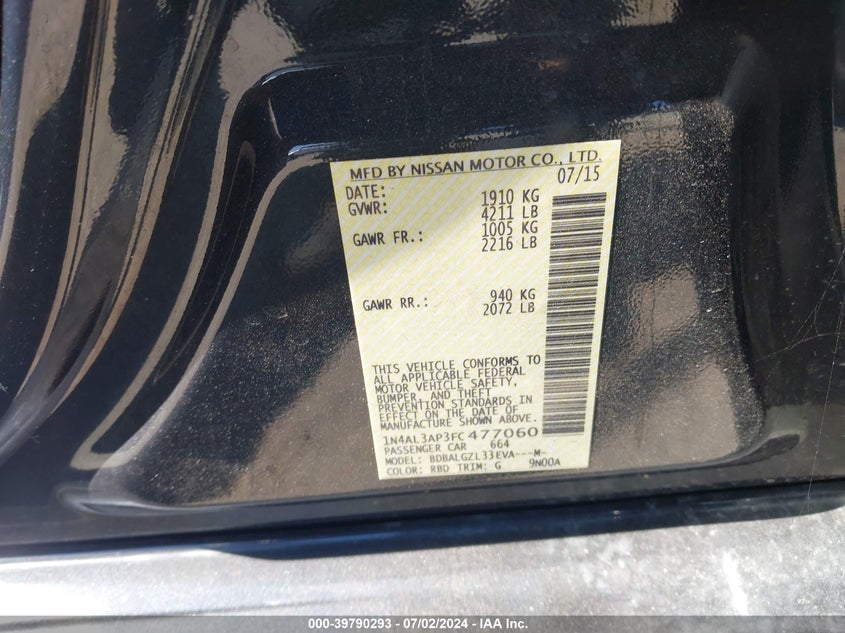 MFD BY NISSAN MOTOR CO., LTD.
DATE: 07/15
GVWR: 1910 KG
4211 LB
GAWR FR.: 1005 KG
2216 LB
GAWR RR.: 940 KG
2072 LB
THIS VEHICLE CONFORMS TO
ALL APPLICABLE FEDERAL
MOTOR VEHICLE SAFETY,
BUMPER, AND THEFT
PREVENTION STANDARDS IN
EFFECT ON THE DATE OF
MANUFACTURE SHOWN ABOVE.
1N4AL3AP3FC477060
PASSENGER CAR 664
MODEL: BDBALGZL33EVA---M-
COLOR: RBD TRIM: G 9N00A
000-39790293 - 07/02/2024 - www.iaai.com